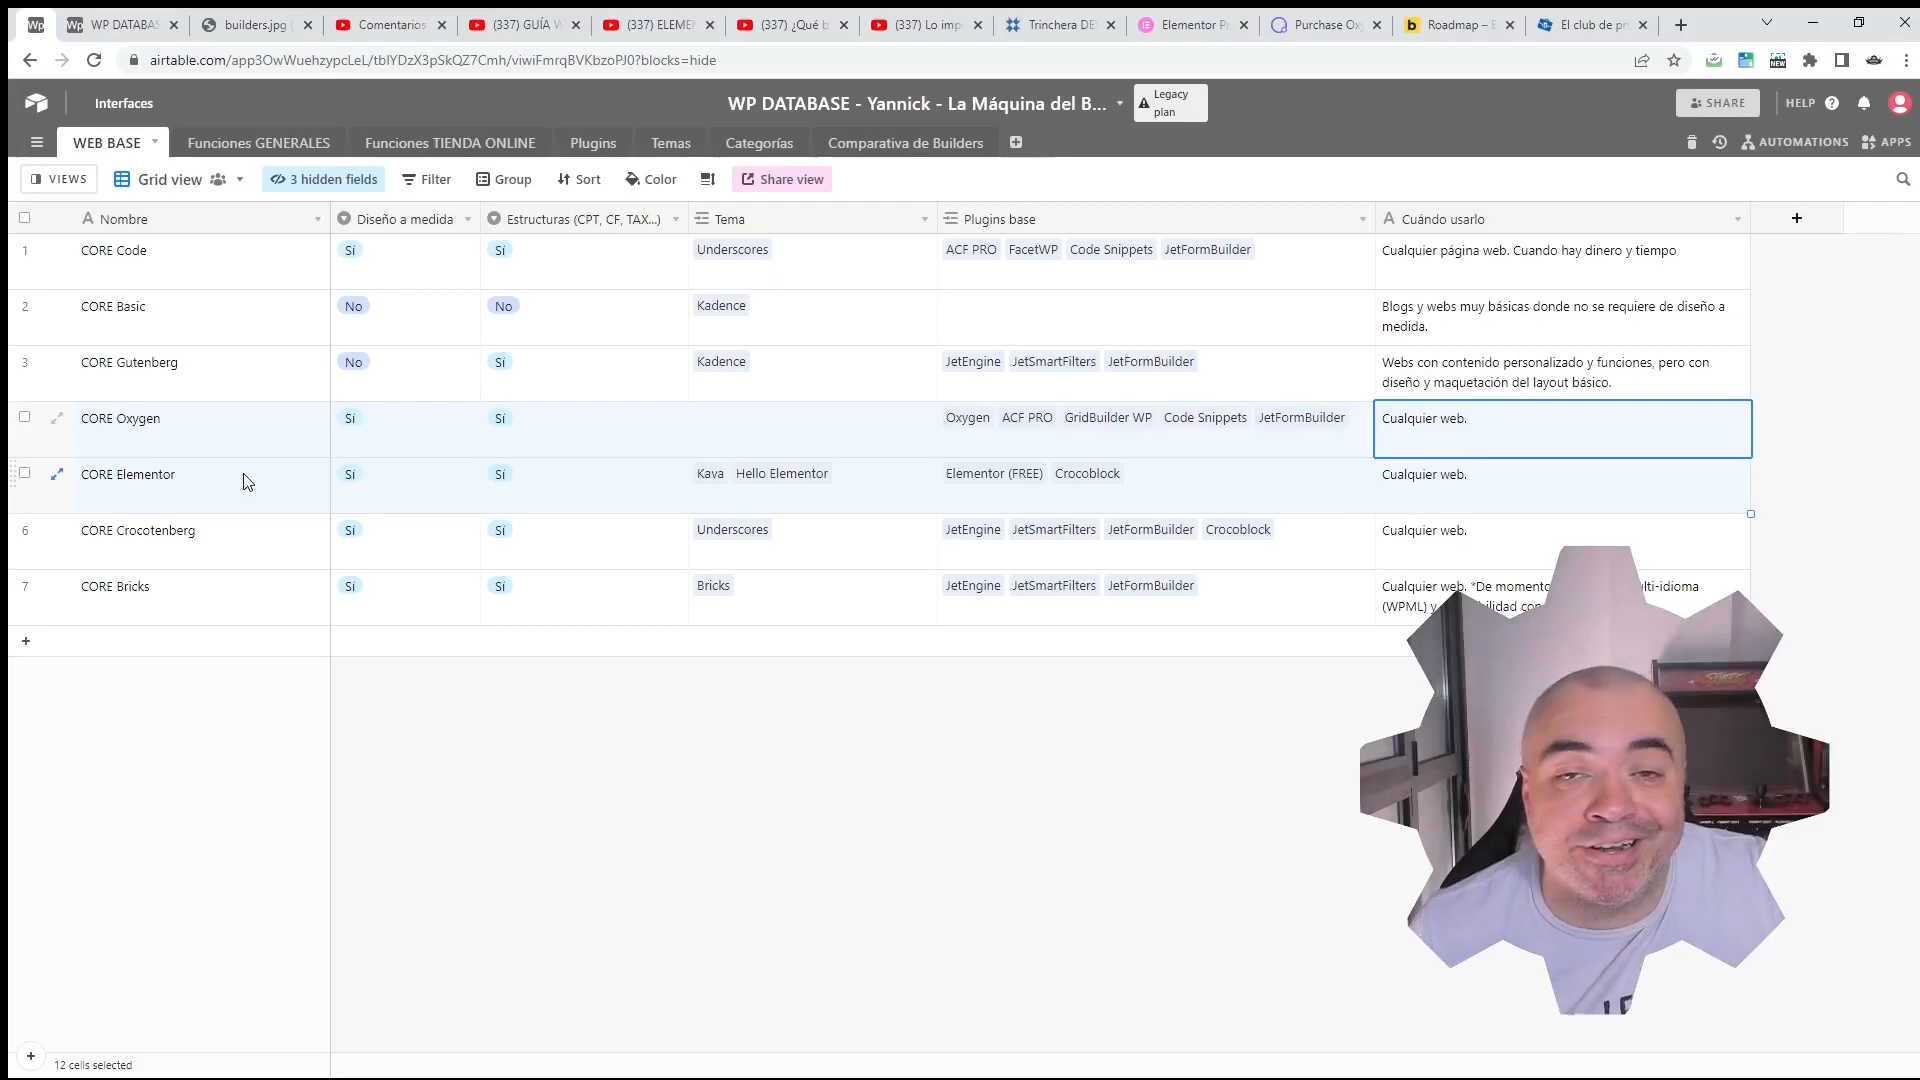 WP DATABAS
builders.jpg
Comentarios
(337) GUÍA W
(337) ELEME
(337) ¿Qué b
(337) Lo imp
Trinchera DE
Elementor P
Purchase Ox
Roadmap –
El club de p
airtable.com/app3OwWuehzypcLeL/tblYDzX3pSkQZ7Cmh/viwiFmrqBVKbzoPJ0?blocks=hide
Interfaces
WP DATABASE - Yannick - La Máquina del B...
Legacy plan
SHARE
HELP
WEB BASE
Funciones GENERALES
Funciones TIENDA ONLINE
Plugins
Temas
Categorías
Comparativa de Builders
AUTOMATIONS
APPS
VIEWS
Grid view
3 hidden fields
Filter
Group
Sort
Color
Share view
Nombre
Diseño a medida
Estructuras (CPT, CF, TAX...)
Tema
Plugins base
Cuándo usarlo
1 CORE Code Sí Sí Underscores ACF PRO FacetWP Code Snippets JetFormBuilder Cualquier página web. Cuando hay dinero y tiempo
2 CORE Basic No No Kadence Blogs y webs muy básicas donde no se requiere de diseño a
medida.
3 CORE Gutenberg No Sí Kadence JetEngine JetSmartFilters JetFormBuilder Webs con contenido personalizado y funciones, pero con
diseño y maquetación del layout básico.
CORE Oxygen Sí Sí Oxygen ACF PRO GridBuilder WP Code Snippets JetFormBuilder Cualquier web.
CORE Elementor Sí Sí Kava Hello Elementor Elementor (FREE) Crocoblock Cualquier web.
6 CORE Crocotenberg Sí Sí Underscores JetEngine JetSmartFilters JetFormBuilder Crocoblock Cualquier web.
7 CORE Bricks Sí Sí Bricks JetEngine JetSmartFilters JetFormBuilder Cualquier web. *De momento lti-idioma
(WPML) y bilidad con
12 cells selected